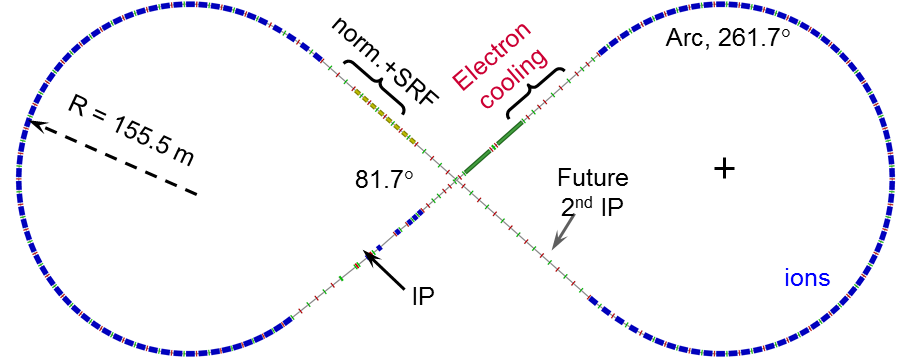 norm.+SRF
Electron
cooling
Arc, 261.7°
R = 155.5 m
81.7°
+
Future
2nd IP
IP
ions